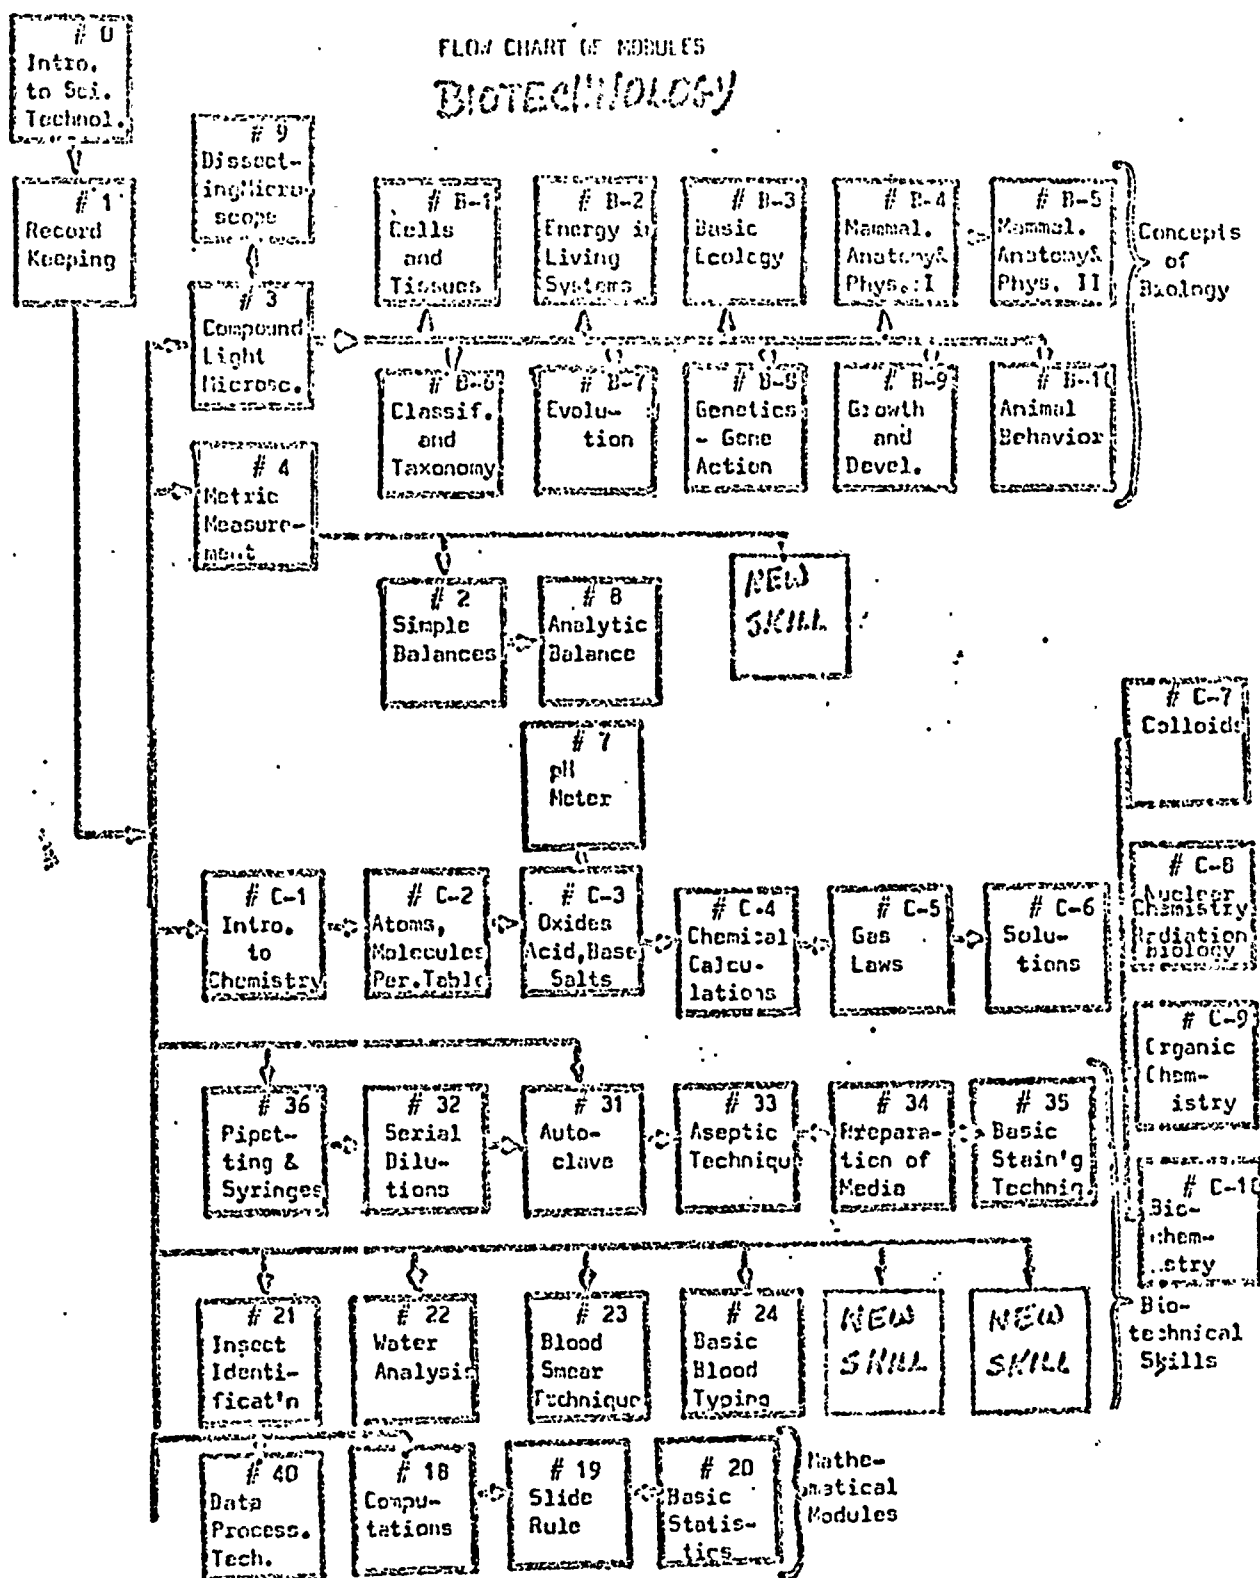 FLOW CHART OF MODULES
BIOTECHNOLOGY
# 0
Intro.
to Sci.
Technol.
# 1
Record
Keeping
# 9
Dissect-
ingMicro-
scope
# 3
Compound
Light
Microsc.
# B-1
Cells
and
Tissues
# B-2
Energy in
Living
Systems
# B-3
Basic
Ecology
# B-4
Mammal.
Anatomy&
Phys.:I
# B-5
Mammal.
Anatomy&
Phys. II
Concepts
of
Biology
# B-6
Classif.
and
Taxonomy
# B-7
Evolu-
tion
# B-8
Genetics
- Gene
Action
# B-9
Growth
and
Devel.
# B-10
Animal
Behavior
# 4
Metric
Measure-
ment
# 2
Simple
Balances
# 8
Analytic
Balance
NEW
SKILL
# 7
pH
Meter
# C-7
Colloids
# C-1
Intro.
to
Chemistry
# C-2
Atoms,
Molecules
Per.Table
# C-3
Oxides
Acid,Base
Salts
# C-4
Chemical
Calcu-
lations
# C-5
Gas
Laws
# C-6
Solu-
tions
# C-8
Nuclear
Chemistry
Radiation
biology
# C-9
Organic
Chem-
istry
# C-10
Bio-
chem-
istry
# 36
Pipet-
ting &
Syringes
# 32
Serial
Dilu-
tions
# 31
Auto-
clave
# 33
Aseptic
Techniqu
# 34
Prepara-
tion of
Media
# 35
Basic
Stain'g
Techniq.
# 21
Insect
Identi-
ficat'n
# 22
Water
Analysis
# 23
Blood
Smear
Technique
# 24
Basic
Blood
Typing
NEW
SKILL
NEW
SKILL
Bio-
technical
Skills
# 40
Data
Process.
Tech.
# 18
Compu-
tations
# 19
Slide
Rule
# 20
Basic
Statis-
tics
Mathe-
matical
Modules